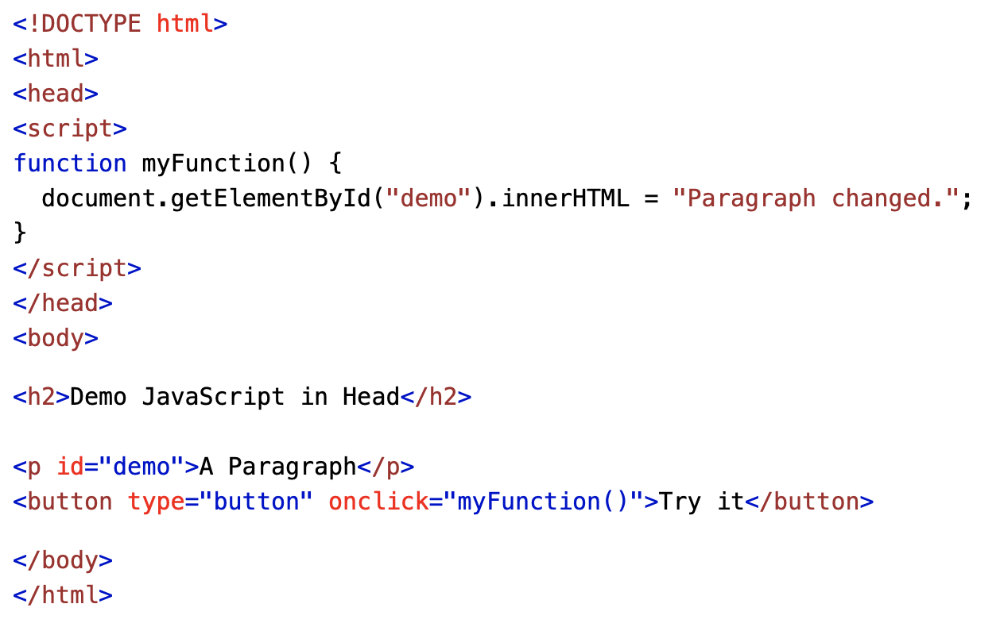 <!DOCTYPE html>
<html>
<head>
<script>
function myFunction() {
  document.getElementById("demo").innerHTML = "Paragraph changed.";
}
</script>
</head>
<body>
<h2>Demo JavaScript in Head</h2>
<p id="demo">A Paragraph</p>
<button type="button" onclick="myFunction()">Try it</button>
</body>
</html>